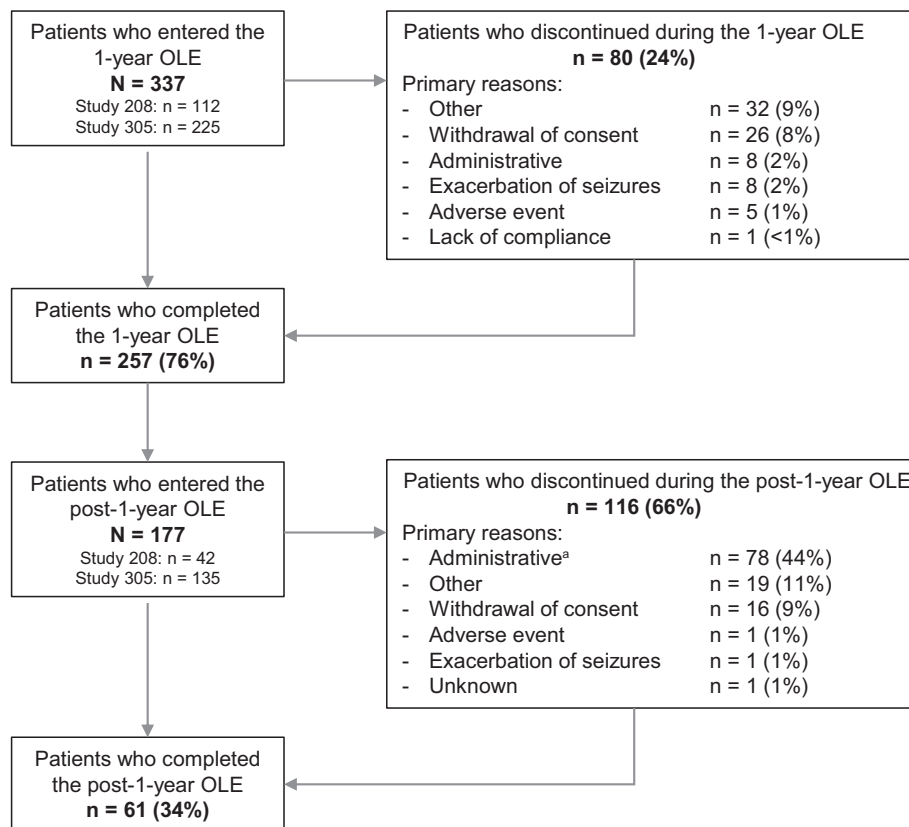 Patients who entered the
1-year OLE
N = 337
Study 208: n = 112
Study 305: n = 225
Patients who discontinued during the 1-year OLE
n = 80 (24%)
Primary reasons:
- Other n = 32 (9%)
- Withdrawal of consent n = 26 (8%)
- Administrative n = 8 (2%)
- Exacerbation of seizures n = 8 (2%)
- Adverse event n = 5 (1%)
- Lack of compliance n = 1 (<1%)
Patients who completed
the 1-year OLE
n = 257 (76%)
Patients who entered the
post-1-year OLE
N = 177
Study 208: n = 42
Study 305: n = 135
Patients who discontinued during the post-1-year OLE
n = 116 (66%)
Primary reasons:
- Administrativeᵃ n = 78 (44%)
- Other n = 19 (11%)
- Withdrawal of consent n = 16 (9%)
- Adverse event n = 1 (1%)
- Exacerbation of seizures n = 1 (1%)
- Unknown n = 1 (1%)
Patients who completed
the post-1-year OLE
n = 61 (34%)